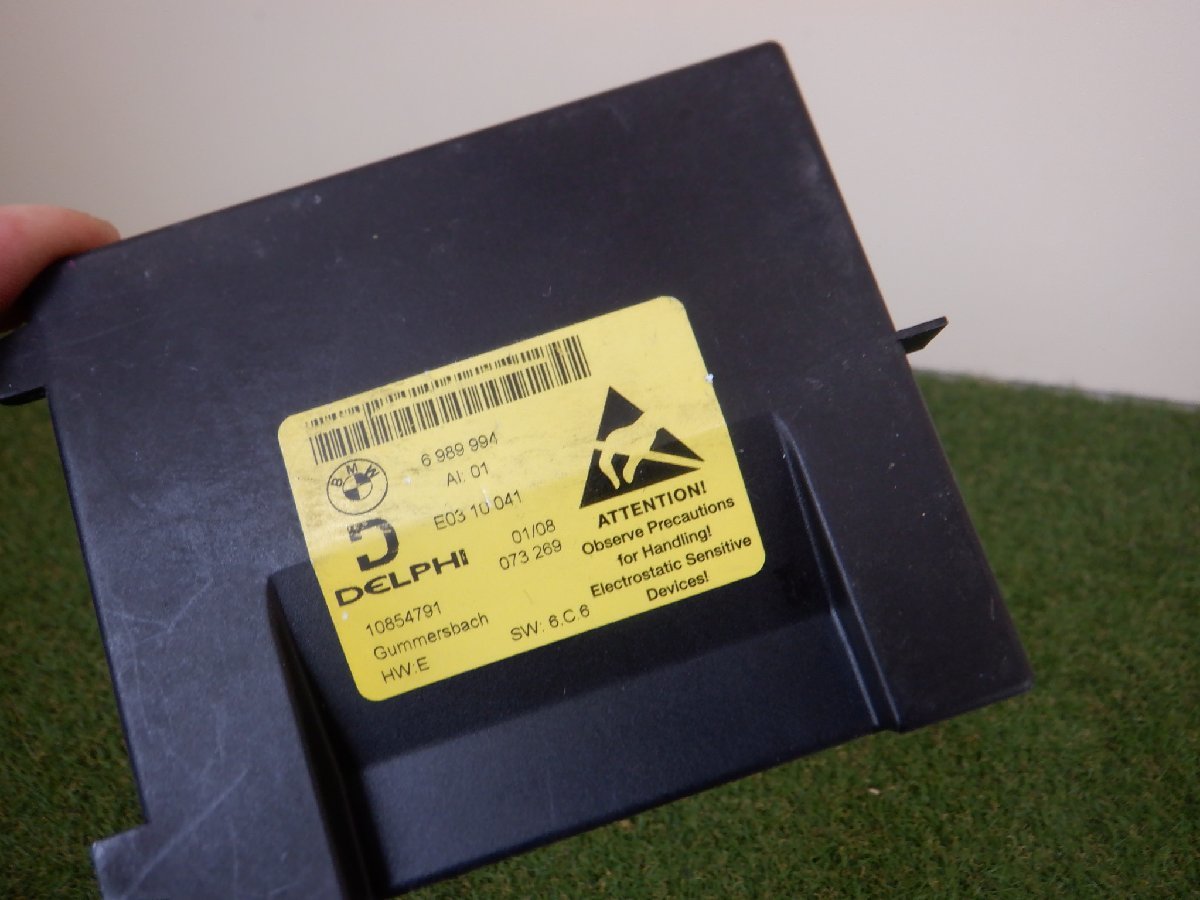 6 989 994
AI: 01
BMW
E03 10 041
01/08
073 269
DELPHI
10854791
Gummersbach
HW:E
SW: 6.C.6
ATTENTION!
Observe Precautions
for Handling!
Electrostatic Sensitive
Devices!